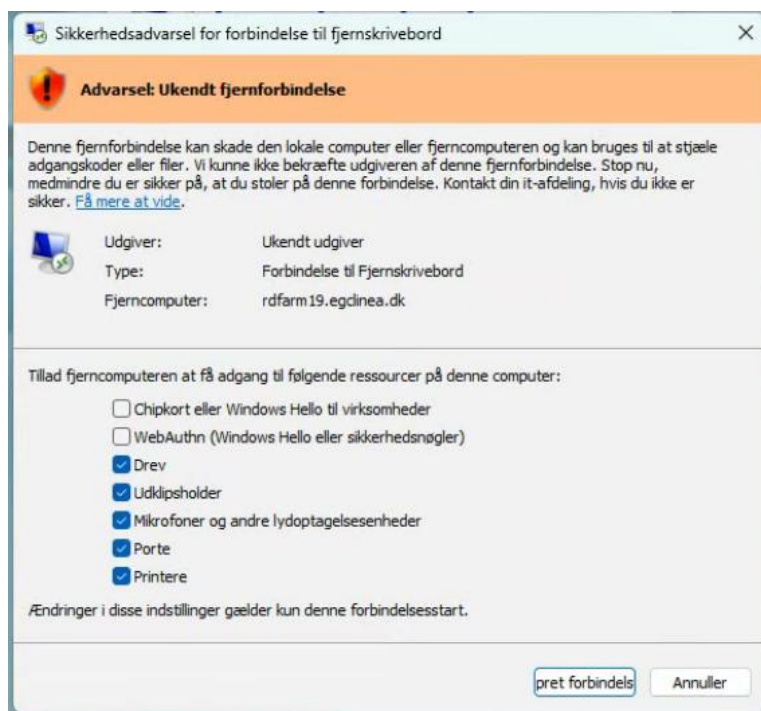 Sikkerhedsadvarsel for forbindelse til fjernskrivebord
Advarsel: Ukendt fjernforbindelse
Denne fjernforbindelse kan skade den lokale computer eller fjerncomputeren og kan bruges til at stjæle
adgangskoder eller filer. Vi kunne ikke bekræfte udgiveren af denne fjernforbindelse. Stop nu,
medmindre du er sikker på, at du stoler på denne forbindelse. Kontakt din it-afdeling, hvis du ikke er
sikker. Få mere at vide.
Udgiver: Ukendt udgiver
Type: Forbindelse til Fjernskrivebord
Fjerncomputer: rdfarm19.egclinea.dk
Tillad fjerncomputeren at få adgang til følgende ressourcer på denne computer:
Chipkort eller Windows Hello til virksomheder
WebAuthn (Windows Hello eller sikkerhedsnøgler)
Drev
Udklipsholder
Mikrofoner og andre lydoptagelsesenheder
Porte
Printere
Ændringer i disse indstillinger gælder kun denne forbindelsesstart.
pret forbindels Annuller